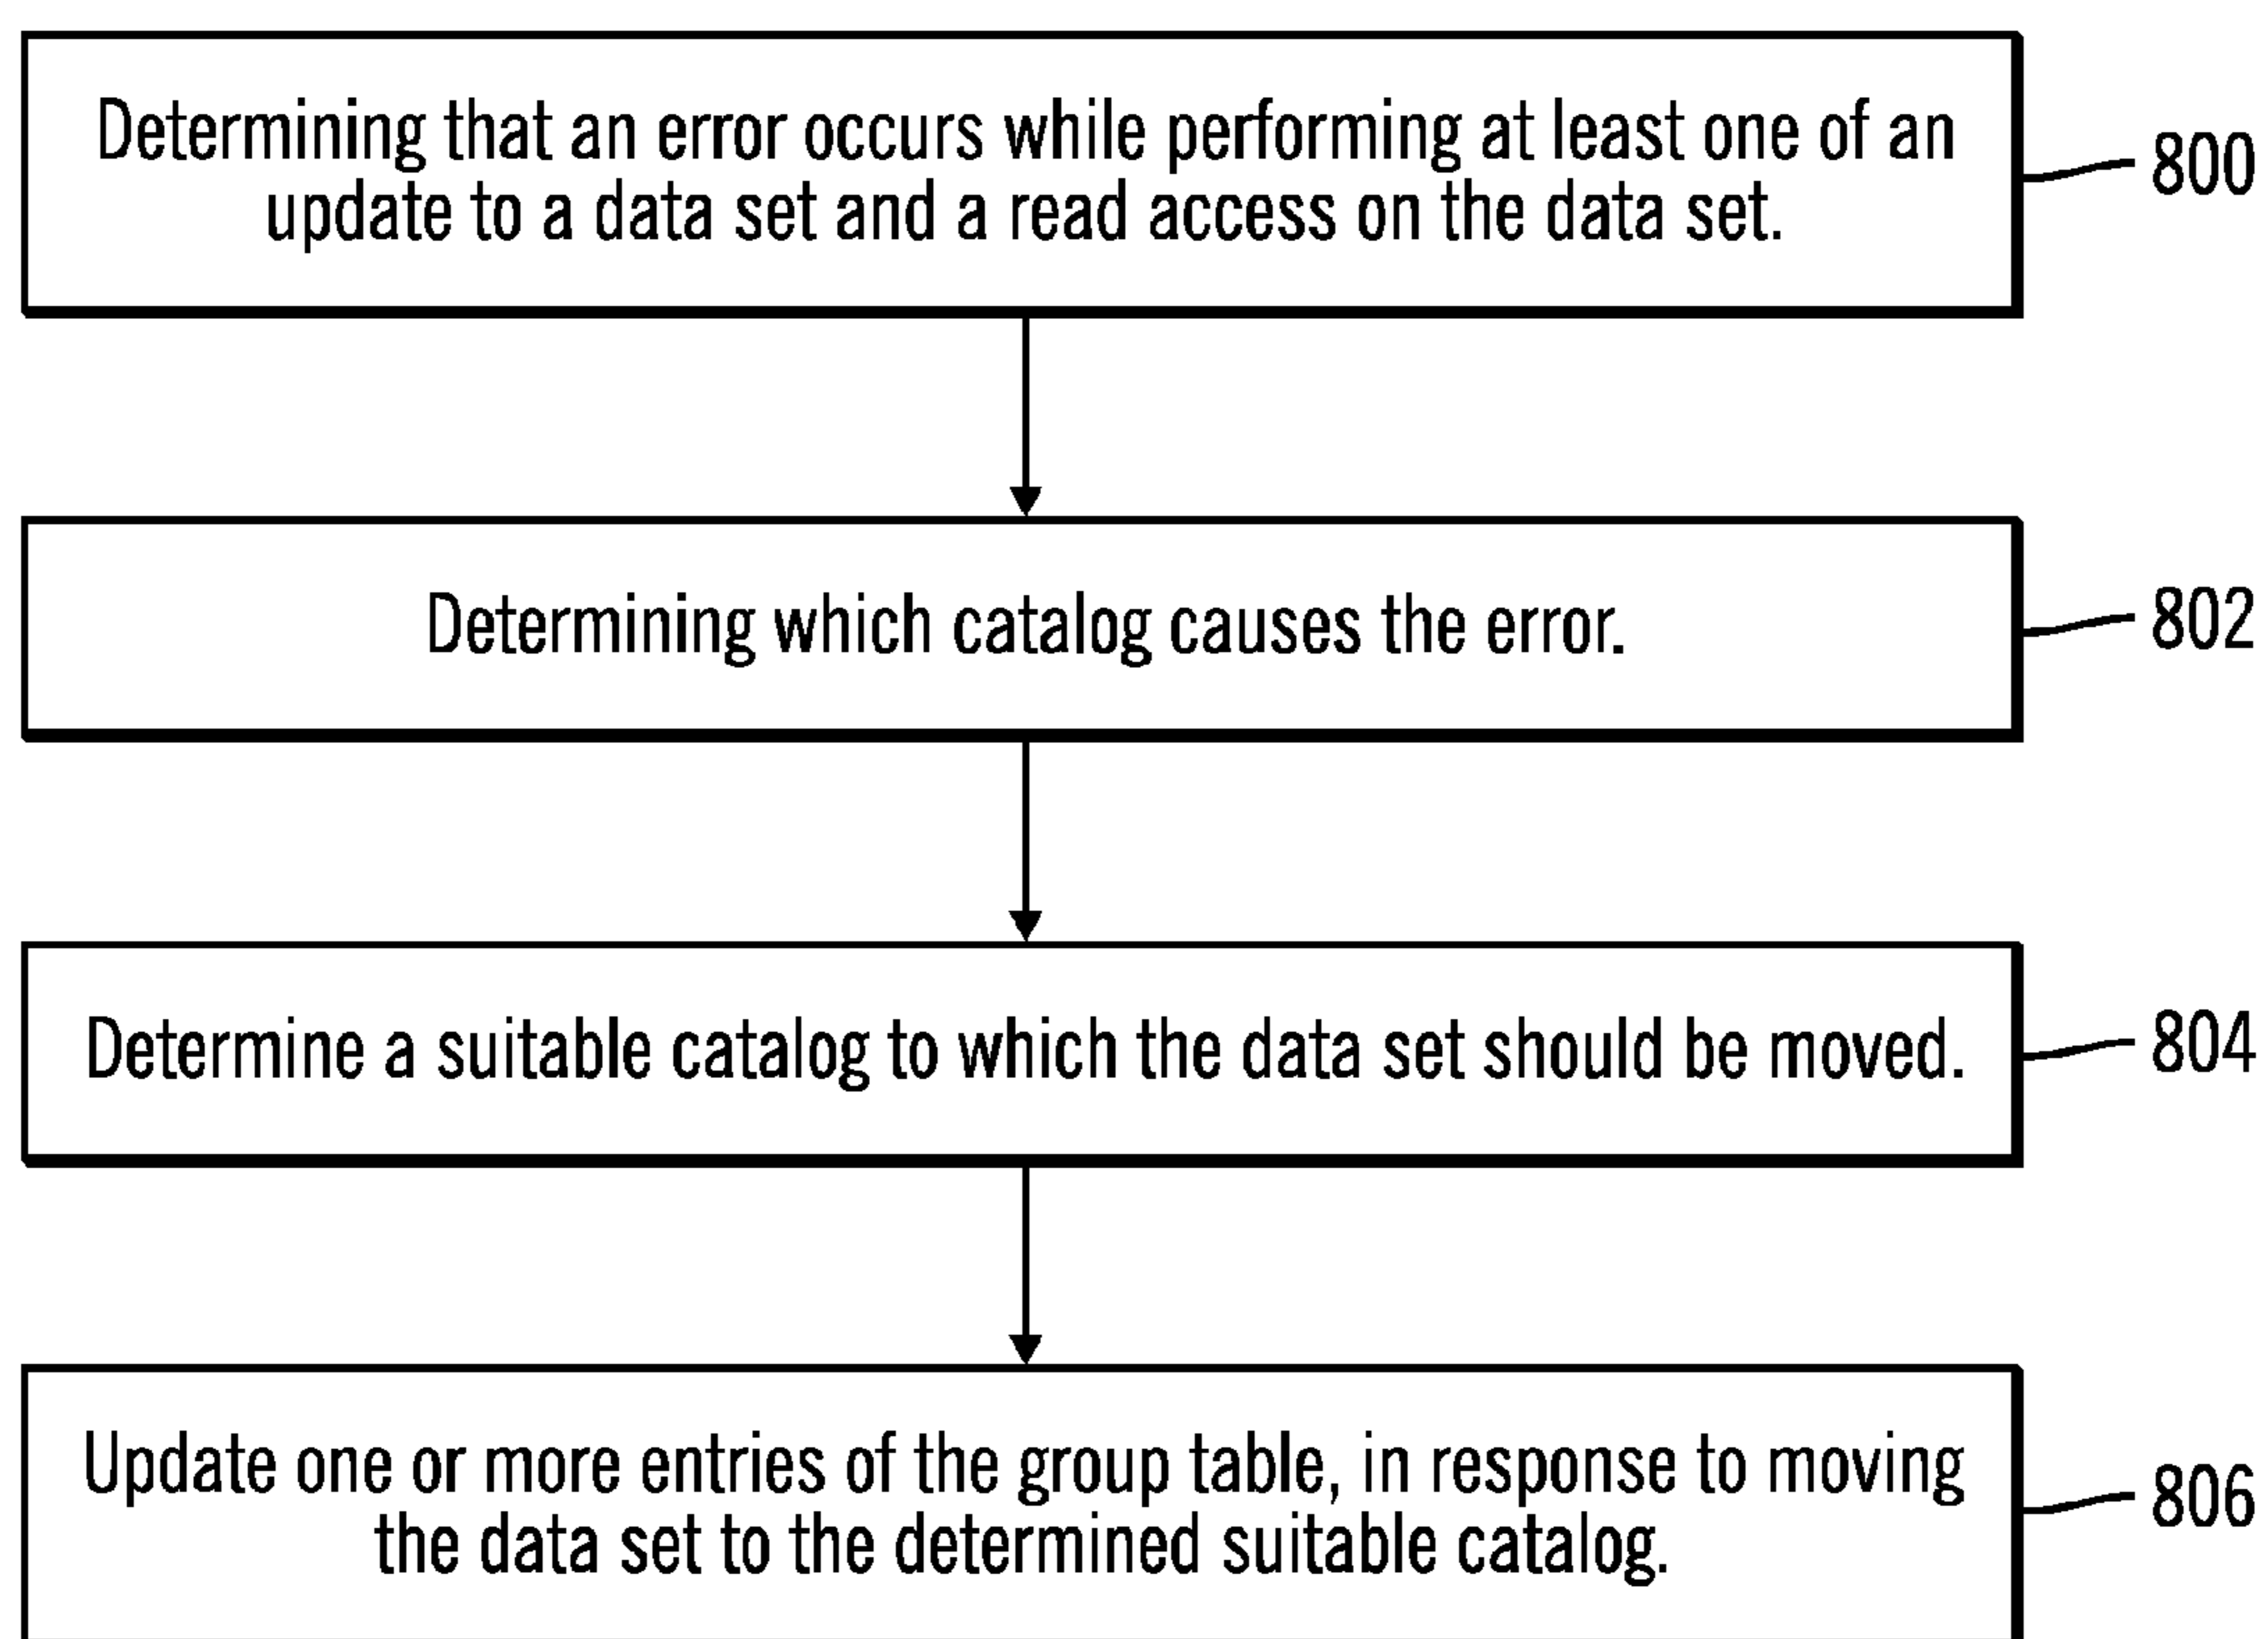 Determining that an error occurs while performing at least one of an
update to a data set and a read access on the data set.
800
Determining which catalog causes the error.
802
Determine a suitable catalog to which the data set should be moved.
804
Update one or more entries of the group table, in response to moving
the data set to the determined suitable catalog.
806